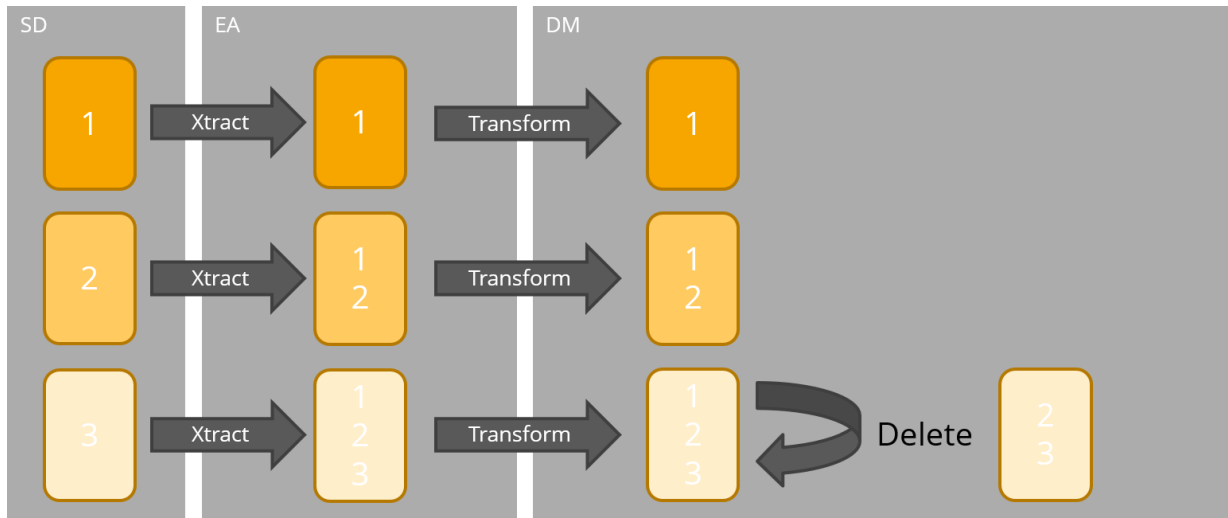 SD
EA
DM
1
Xtract
1
Transform
1
2
Xtract
1
2
Transform
1
2
3
Xtract
1
2
3
Transform
1
2
3
Delete
2
3